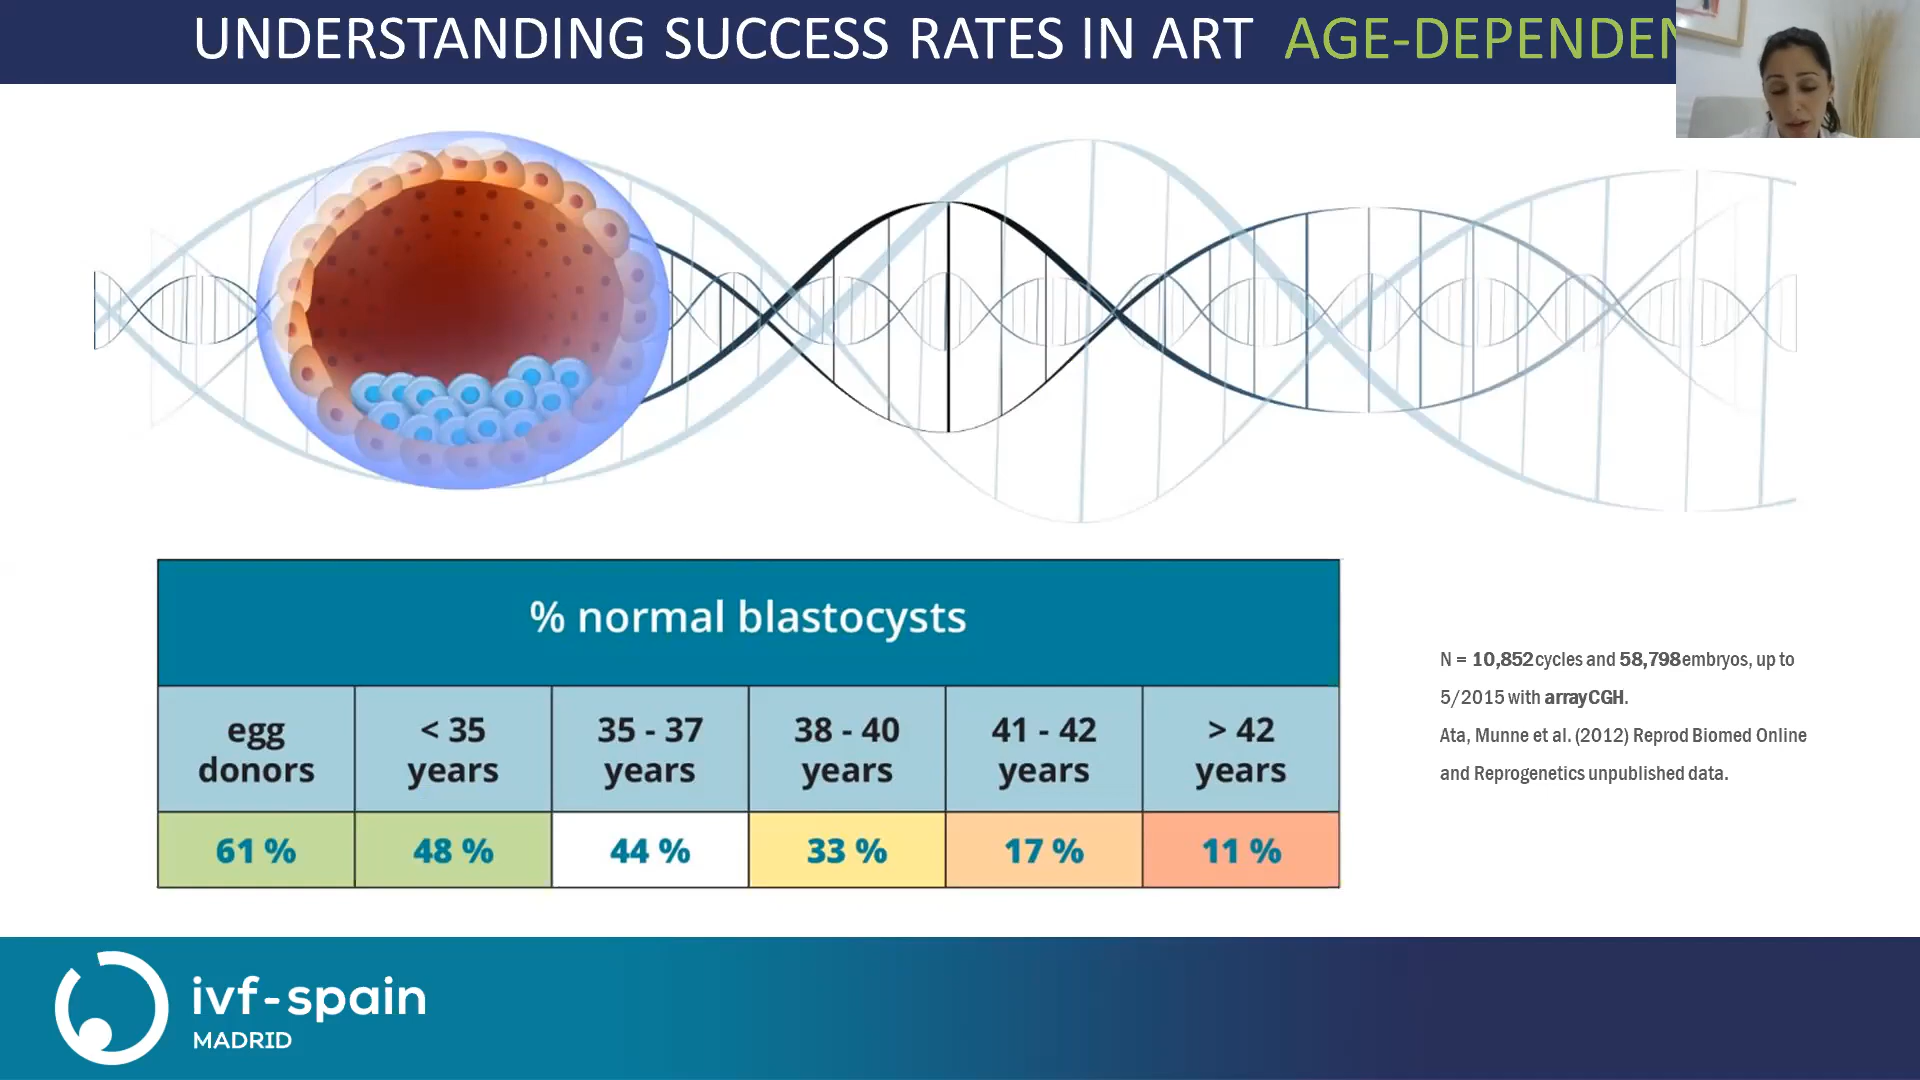 UNDERSTANDING SUCCESS RATES IN ART AGE-DEPENDEN
% normal blastocysts
egg donors
< 35 years
35 - 37 years
38 - 40 years
41 - 42 years
> 42 years
61 %
48 %
44 %
33 %
17 %
11 %
N = 10,852 cycles and 58,798 embryos, up to
5/2015 with arrayCGH.
Ata, Munne et al. (2012) Reprod Biomed Online
and Reprogenetics unpublished data.
ivf-spain
MADRID